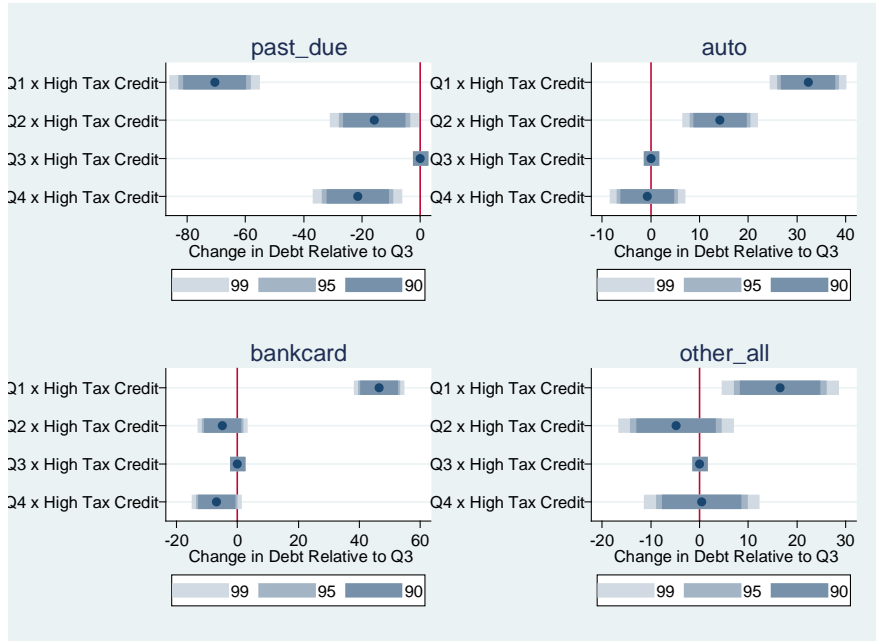 past_due
Q1 x High Tax Credit
Q2 x High Tax Credit
Q3 x High Tax Credit
Q4 x High Tax Credit
-80 -60 -40 -20 0
Change in Debt Relative to Q3
99 95 90
auto
Q1 x High Tax Credit
Q2 x High Tax Credit
Q3 x High Tax Credit
Q4 x High Tax Credit
-10 0 10 20 30 40
Change in Debt Relative to Q3
99 95 90
bankcard
Q1 x High Tax Credit
Q2 x High Tax Credit
Q3 x High Tax Credit
Q4 x High Tax Credit
-20 0 20 40 60
Change in Debt Relative to Q3
99 95 90
other_all
Q1 x High Tax Credit
Q2 x High Tax Credit
Q3 x High Tax Credit
Q4 x High Tax Credit
-20 -10 0 10 20 30
Change in Debt Relative to Q3
99 95 90